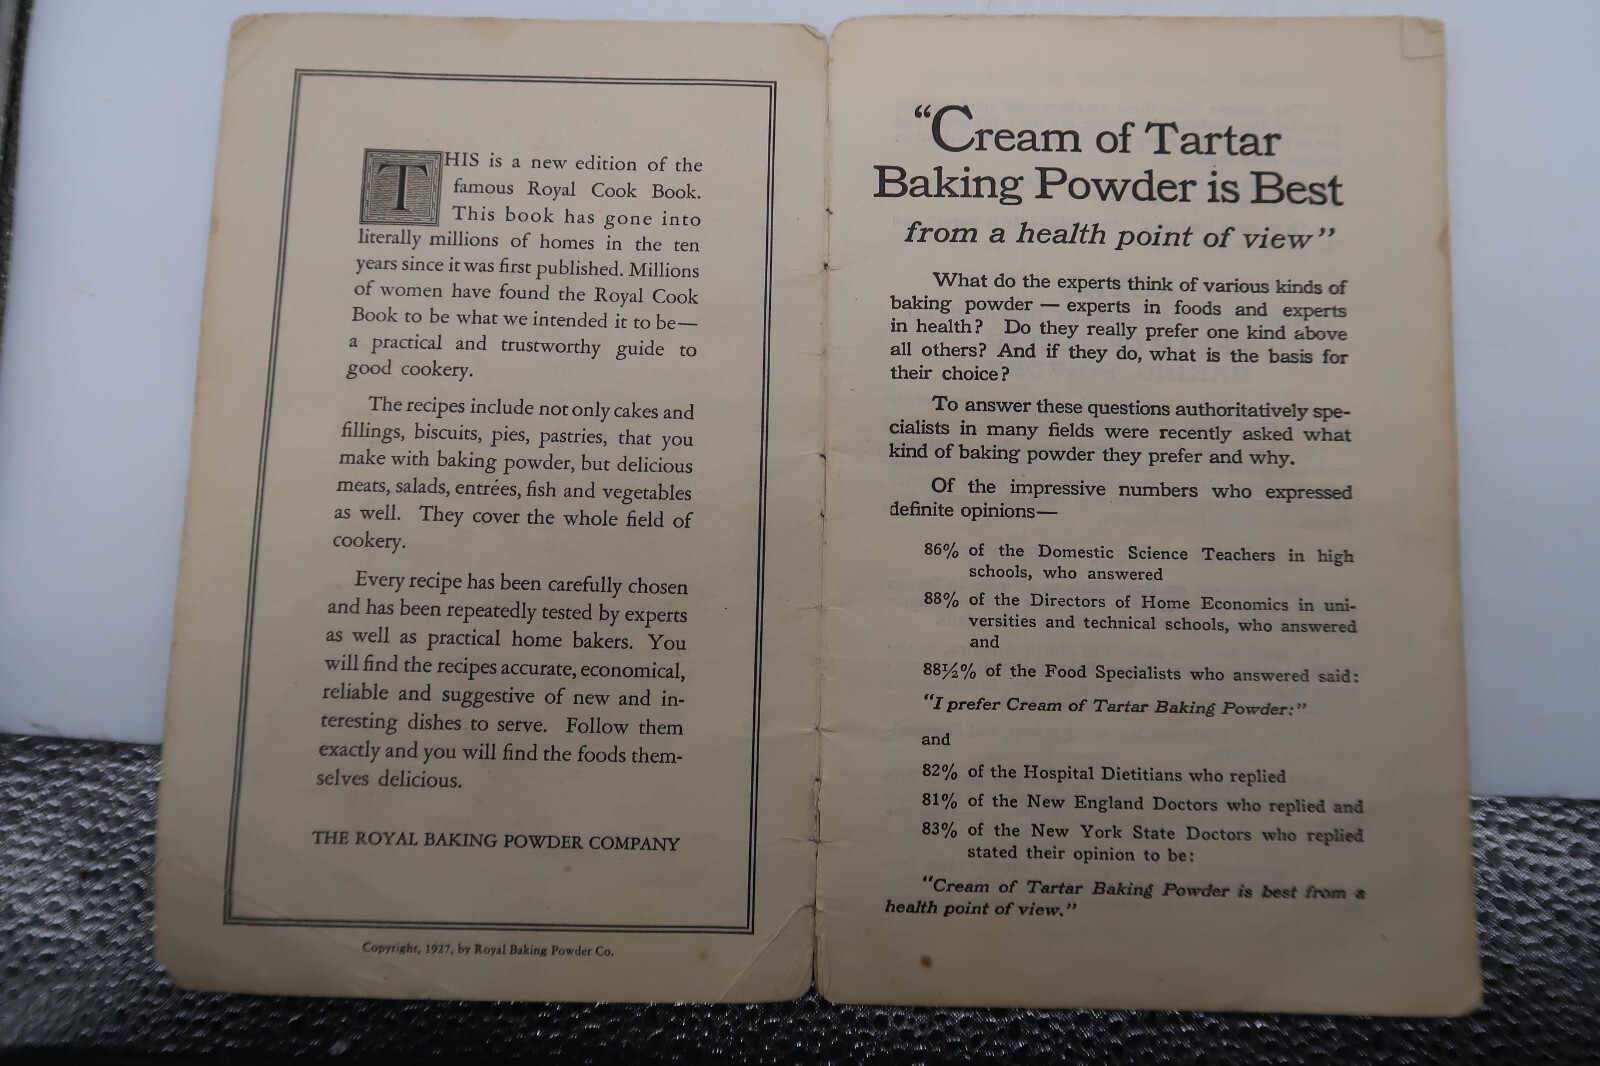 THIS is a new edition of the
famous Royal Cook Book.
This book has gone into
literally millions of homes in the ten
years since it was first published. Millions
of women have found the Royal Cook
Book to be what we intended it to be—
a practical and trustworthy guide to
good cookery.
The recipes include not only cakes and
fillings, biscuits, pies, pastries, that you
make with baking powder, but delicious
meats, salads, entrées, fish and vegetables
as well. They cover the whole field of
cookery.
Every recipe has been carefully chosen
and has been repeatedly tested by experts
as well as practical home bakers. You
will find the recipes accurate, economical,
reliable and suggestive of new and in-
teresting dishes to serve. Follow them
exactly and you will find the foods them-
selves delicious.
THE ROYAL BAKING POWDER COMPANY
Copyright, 1927, by Royal Baking Powder Co.
"Cream of Tartar
Baking Powder is Best
from a health point of view"
What do the experts think of various kinds of
baking powder — experts in foods and experts
in health? Do they really prefer one kind above
all others? And if they do, what is the basis for
their choice?
To answer these questions authoritatively spe-
cialists in many fields were recently asked what
kind of baking powder they prefer and why.
Of the impressive numbers who expressed
definite opinions—
86% of the Domestic Science Teachers in high
schools, who answered
88% of the Directors of Home Economics in uni-
versities and technical schools, who answered
and
88½% of the Food Specialists who answered said:
"I prefer Cream of Tartar Baking Powder:"
and
82% of the Hospital Dietitians who replied
81% of the New England Doctors who replied and
83% of the New York State Doctors who replied
stated their opinion to be:
"Cream of Tartar Baking Powder is best from a
health point of view."